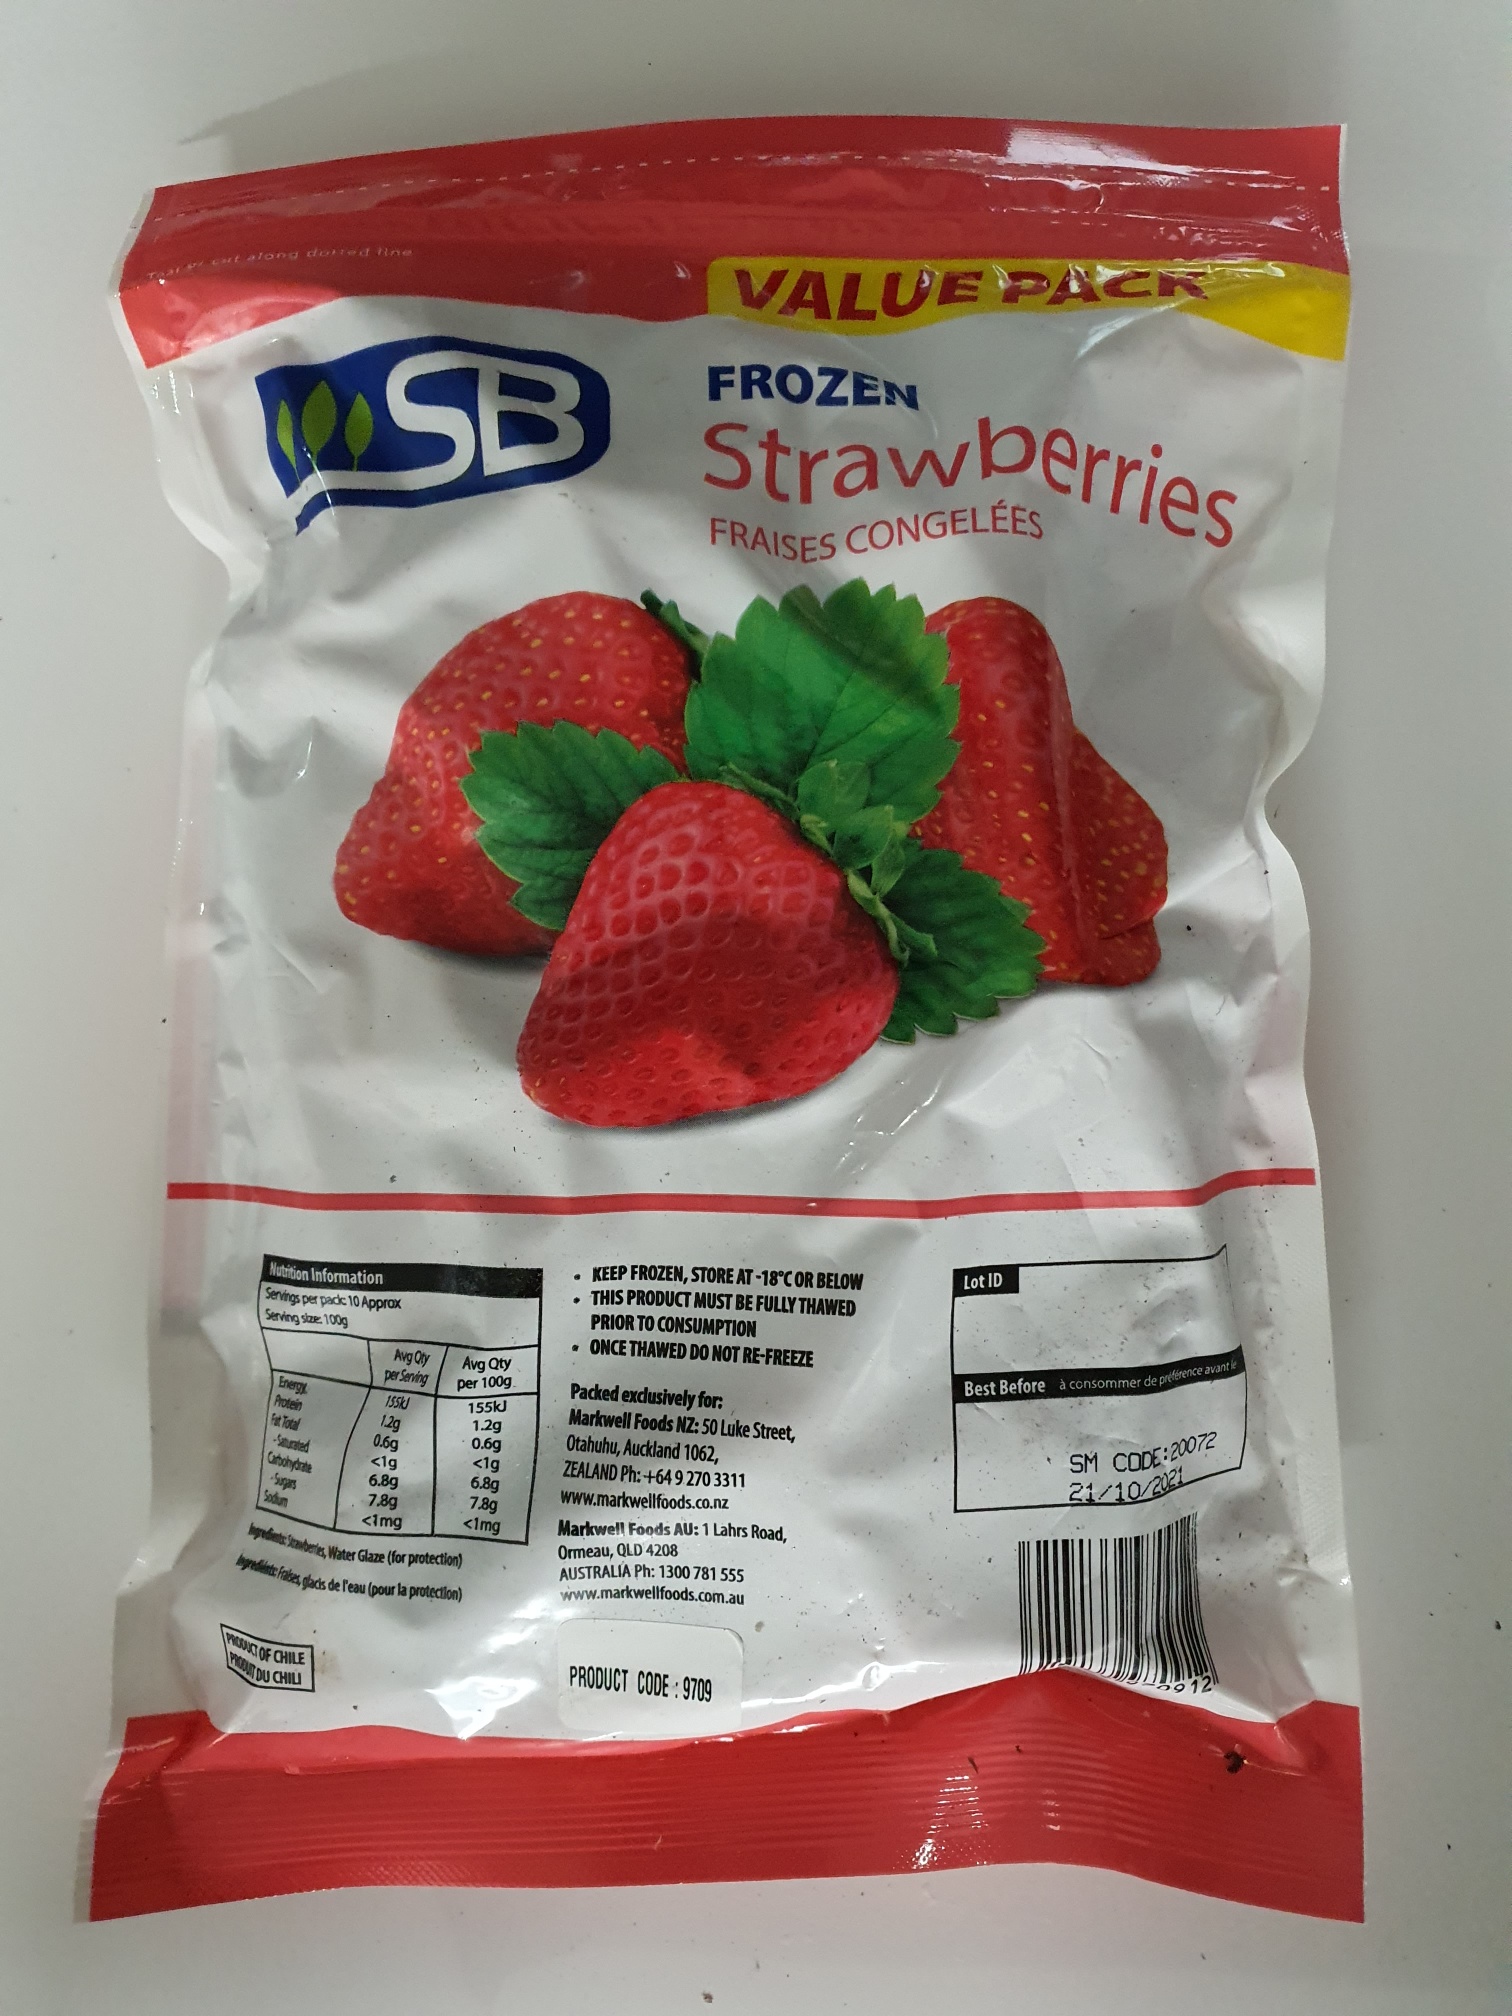 Tear or cut along dotted line
VALUE PACK
SB
FROZEN
Strawberries
FRAISES CONGELÉES
Nutrition Information
Servings per pack: 10 Approx
Serving size: 100g
Avg Qty per Serving Avg Qty per 100g
Energy 155kJ 155kJ
Protein 1.2g 1.2g
Fat Total 0.6g 0.6g
-Saturated <1g <1g
Carbohydrate 6.8g 6.8g
-Sugars 7.8g 7.8g
Sodium <1mg <1mg
Ingredients: Strawberries, Water Glaze (for protection)
Ingrediénts: Fraises, glacis de l'eau (pour la protection)
PRODUCT OF CHILE
PRODUIT DU CHILI
• KEEP FROZEN, STORE AT -18°C OR BELOW
• THIS PRODUCT MUST BE FULLY THAWED
PRIOR TO CONSUMPTION
• ONCE THAWED DO NOT RE-FREEZE
Packed exclusively for:
Markwell Foods NZ: 50 Luke Street,
Otahuhu, Auckland 1062,
ZEALAND Ph: +64 9 270 3311
www.markwellfoods.co.nz
Markwell Foods AU: 1 Lahrs Road,
Ormeau, QLD 4208
AUSTRALIA Ph: 1300 781 555
www.markwellfoods.com.au
PRODUCT CODE : 9709
Lot ID
Best Before à consommer de préférence avant le
SM CODE:20072
21/10/2021